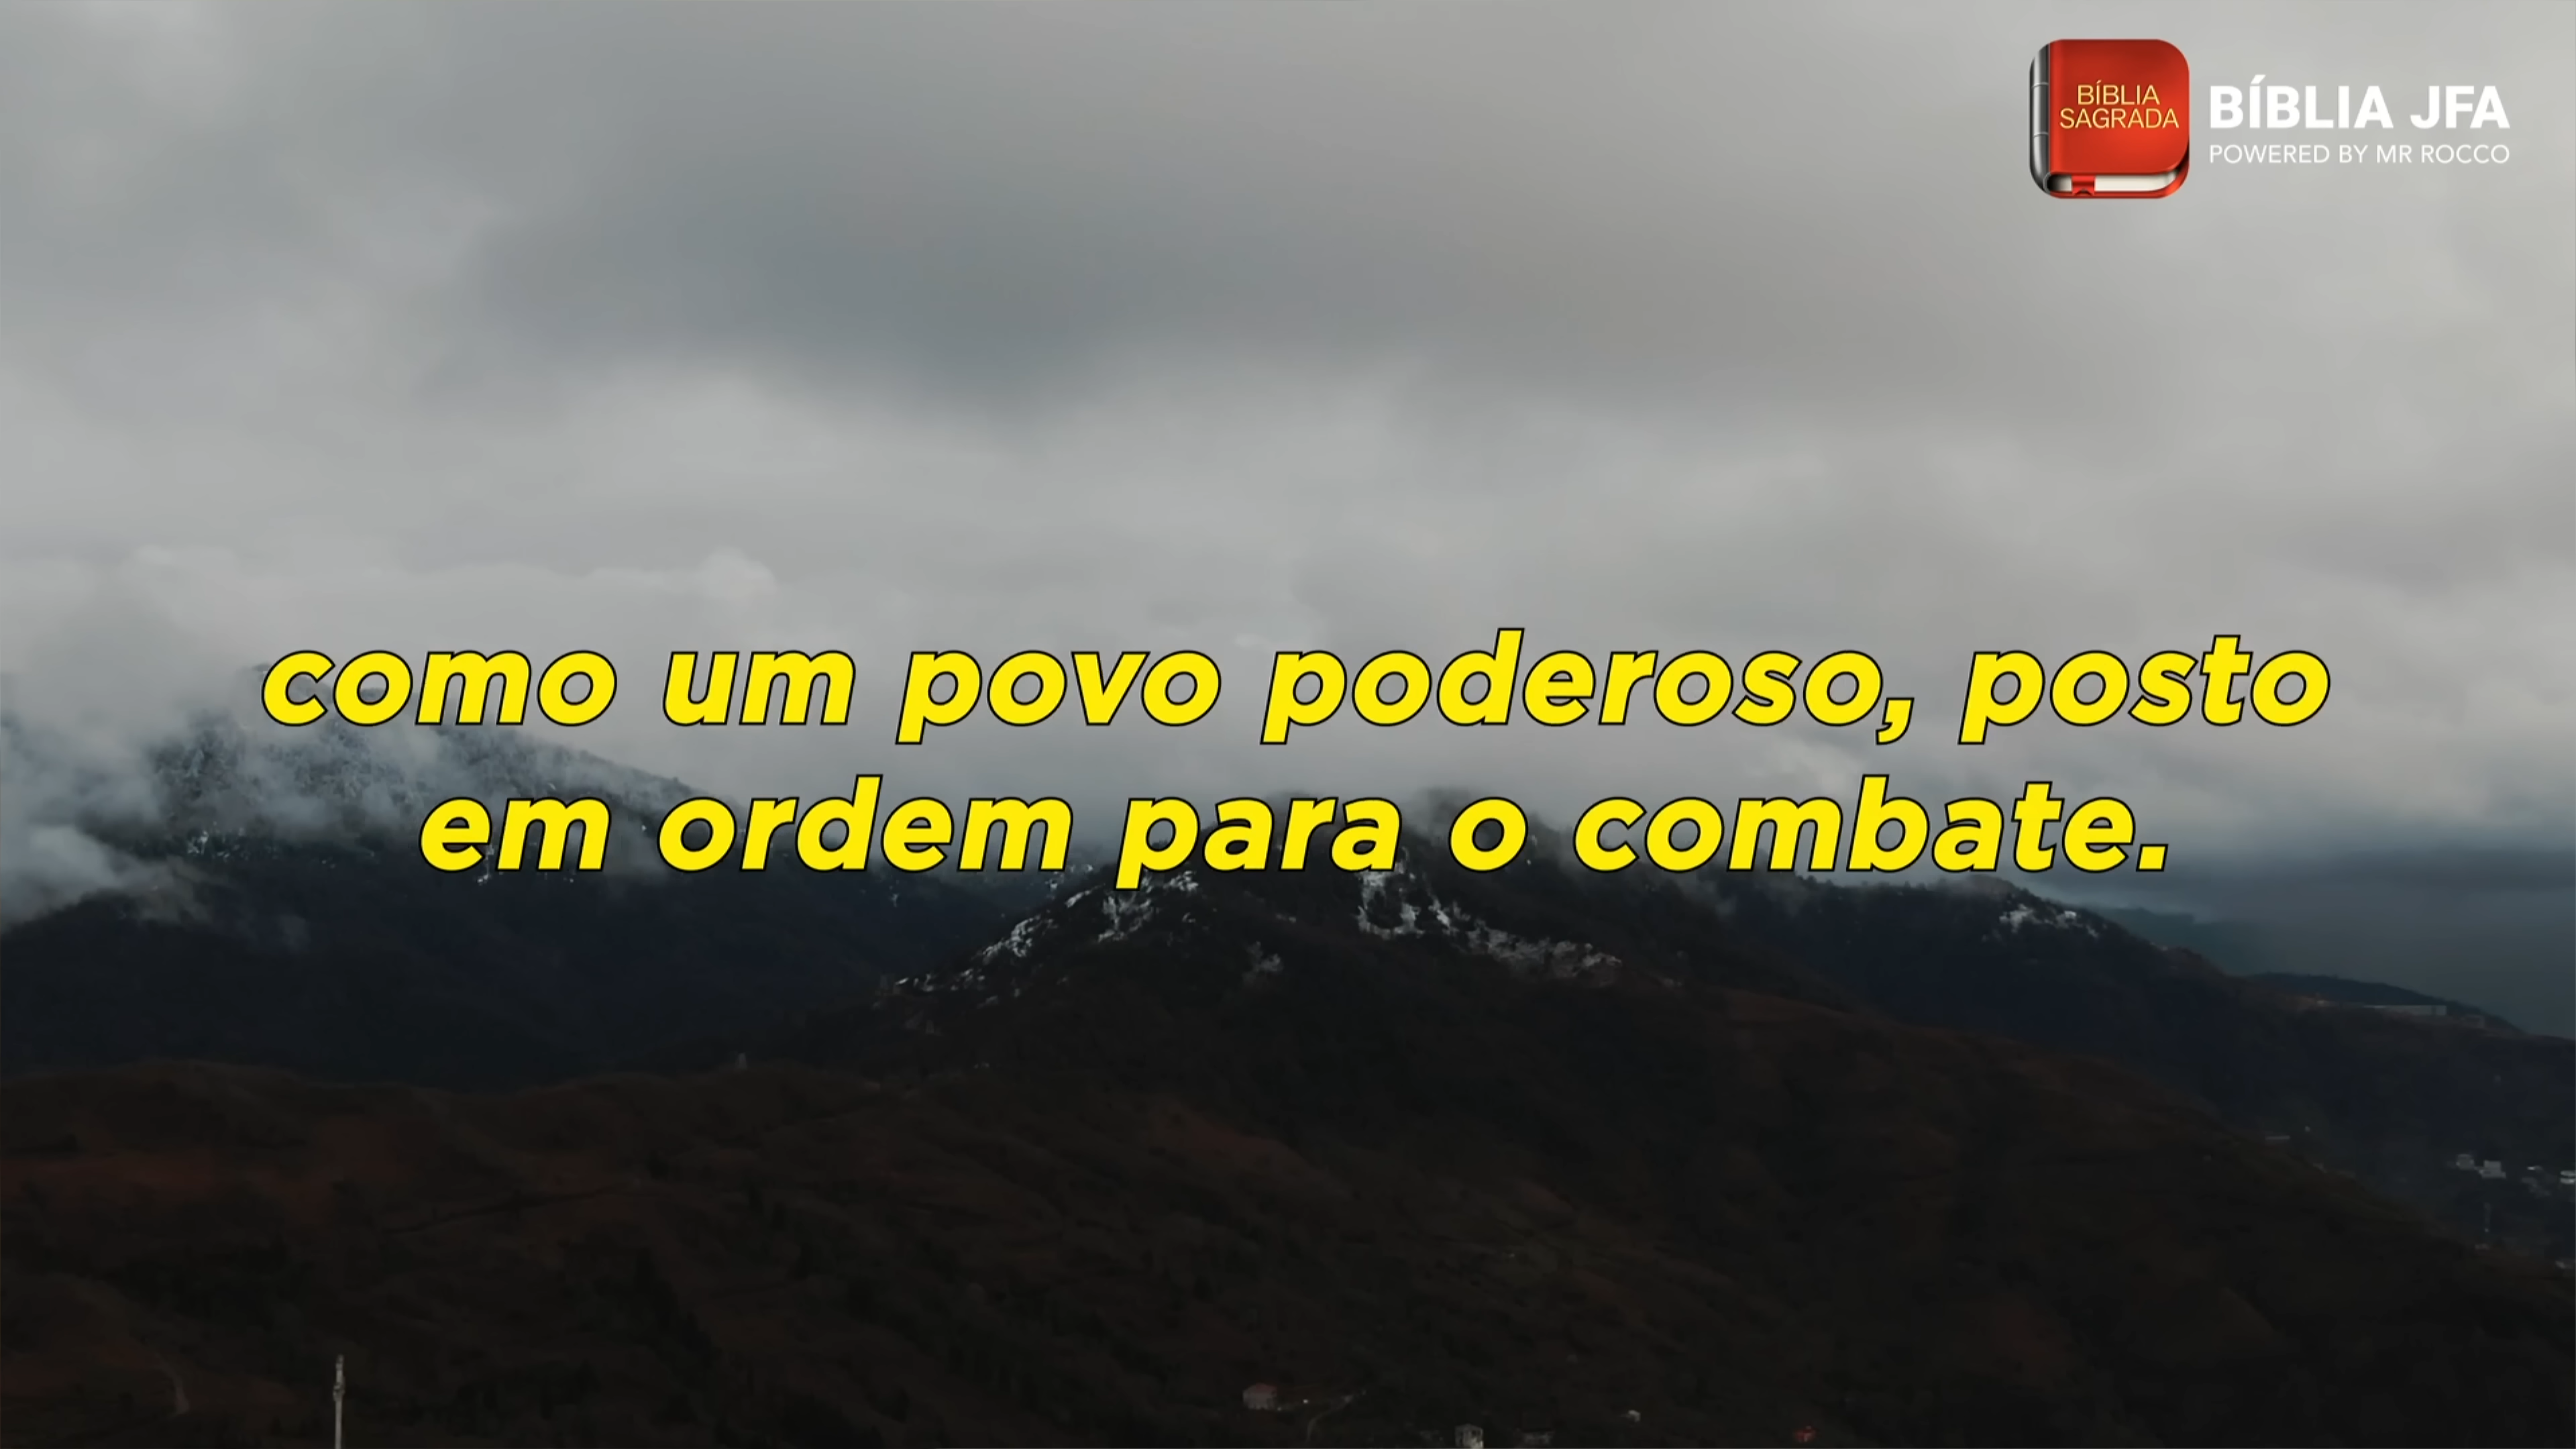 BÍBLIA
SAGRADA
BÍBLIA JFA
POWERED BY MR ROCCO
como um povo poderoso, posto
em ordem para o combate.